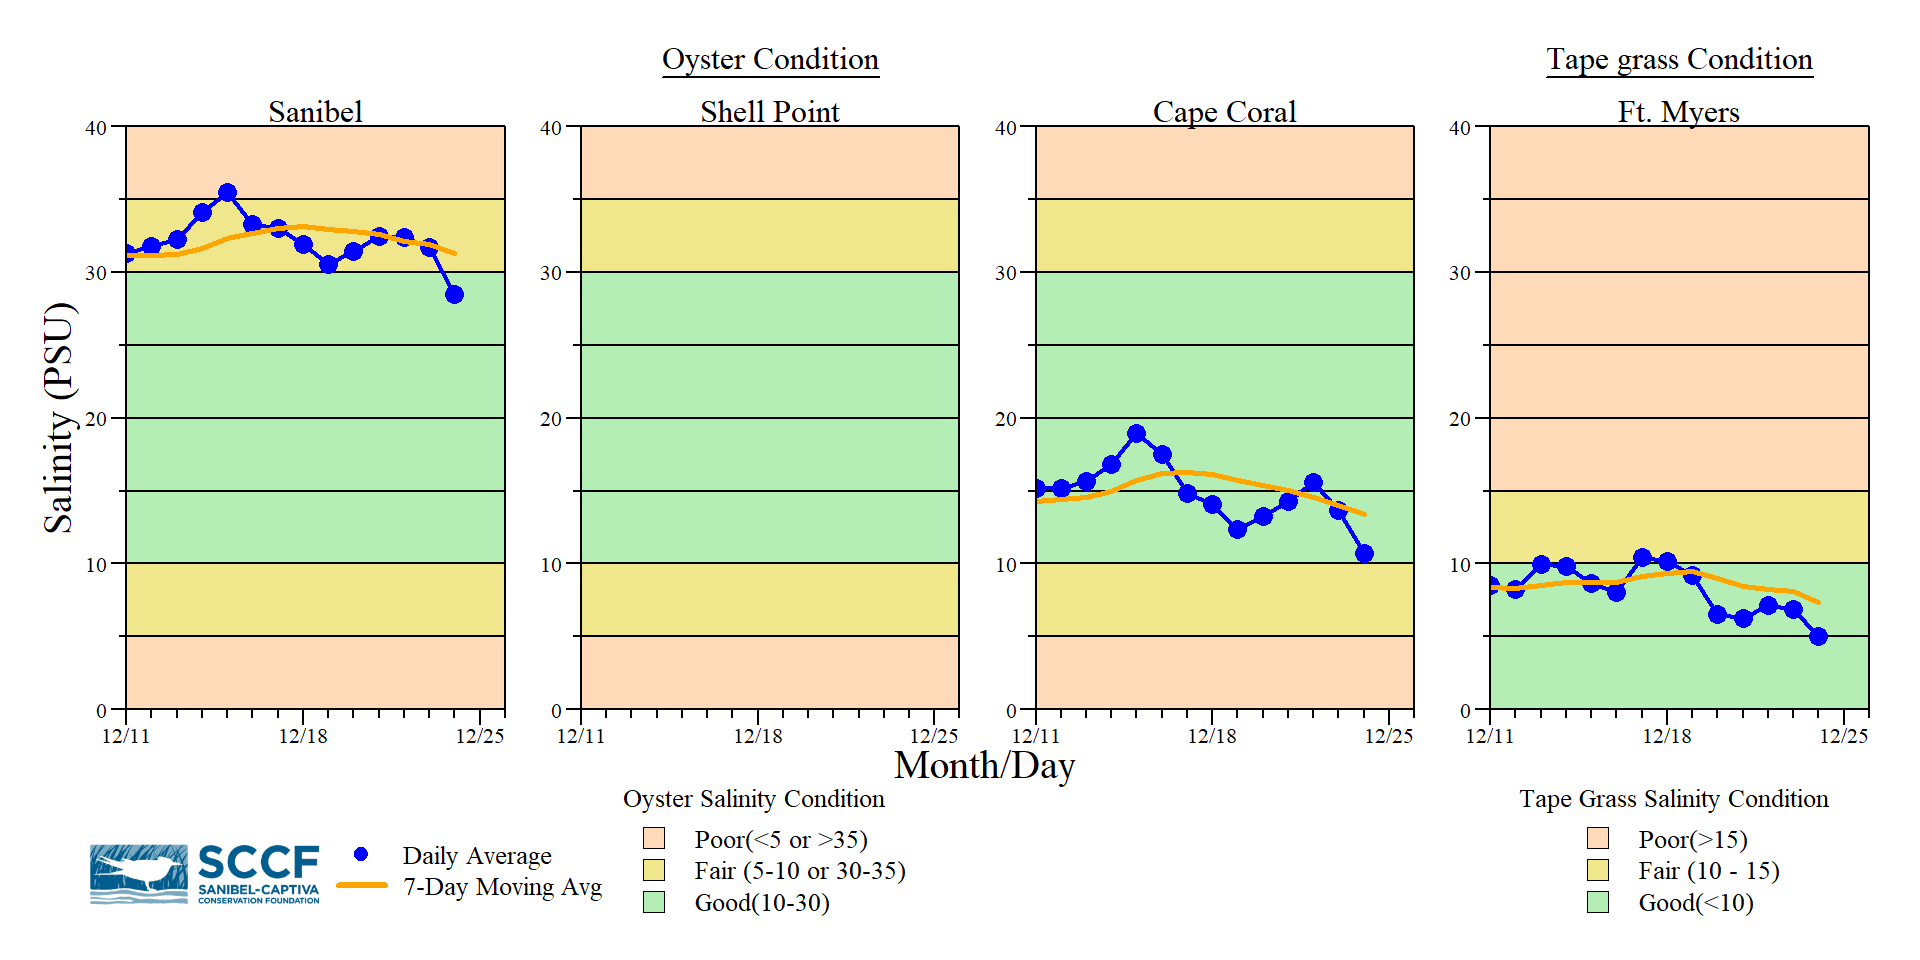 Oyster Condition
Tape grass Condition
Sanibel
Shell Point
Cape Coral
Ft. Myers
Salinity (PSU)
40
30
20
10
0
12/11
12/18
12/25
40
30
20
10
0
12/11
12/18
12/25
40
30
20
10
0
12/11
12/18
12/25
40
30
20
10
0
12/11
12/18
12/25
Month/Day
SCCF
SANIBEL-CAPTIVA
CONSERVATION FOUNDATION
Daily Average
7-Day Moving Avg
Oyster Salinity Condition
Poor(<5 or >35)
Fair (5-10 or 30-35)
Good(10-30)
Tape Grass Salinity Condition
Poor(>15)
Fair (10 - 15)
Good(<10)